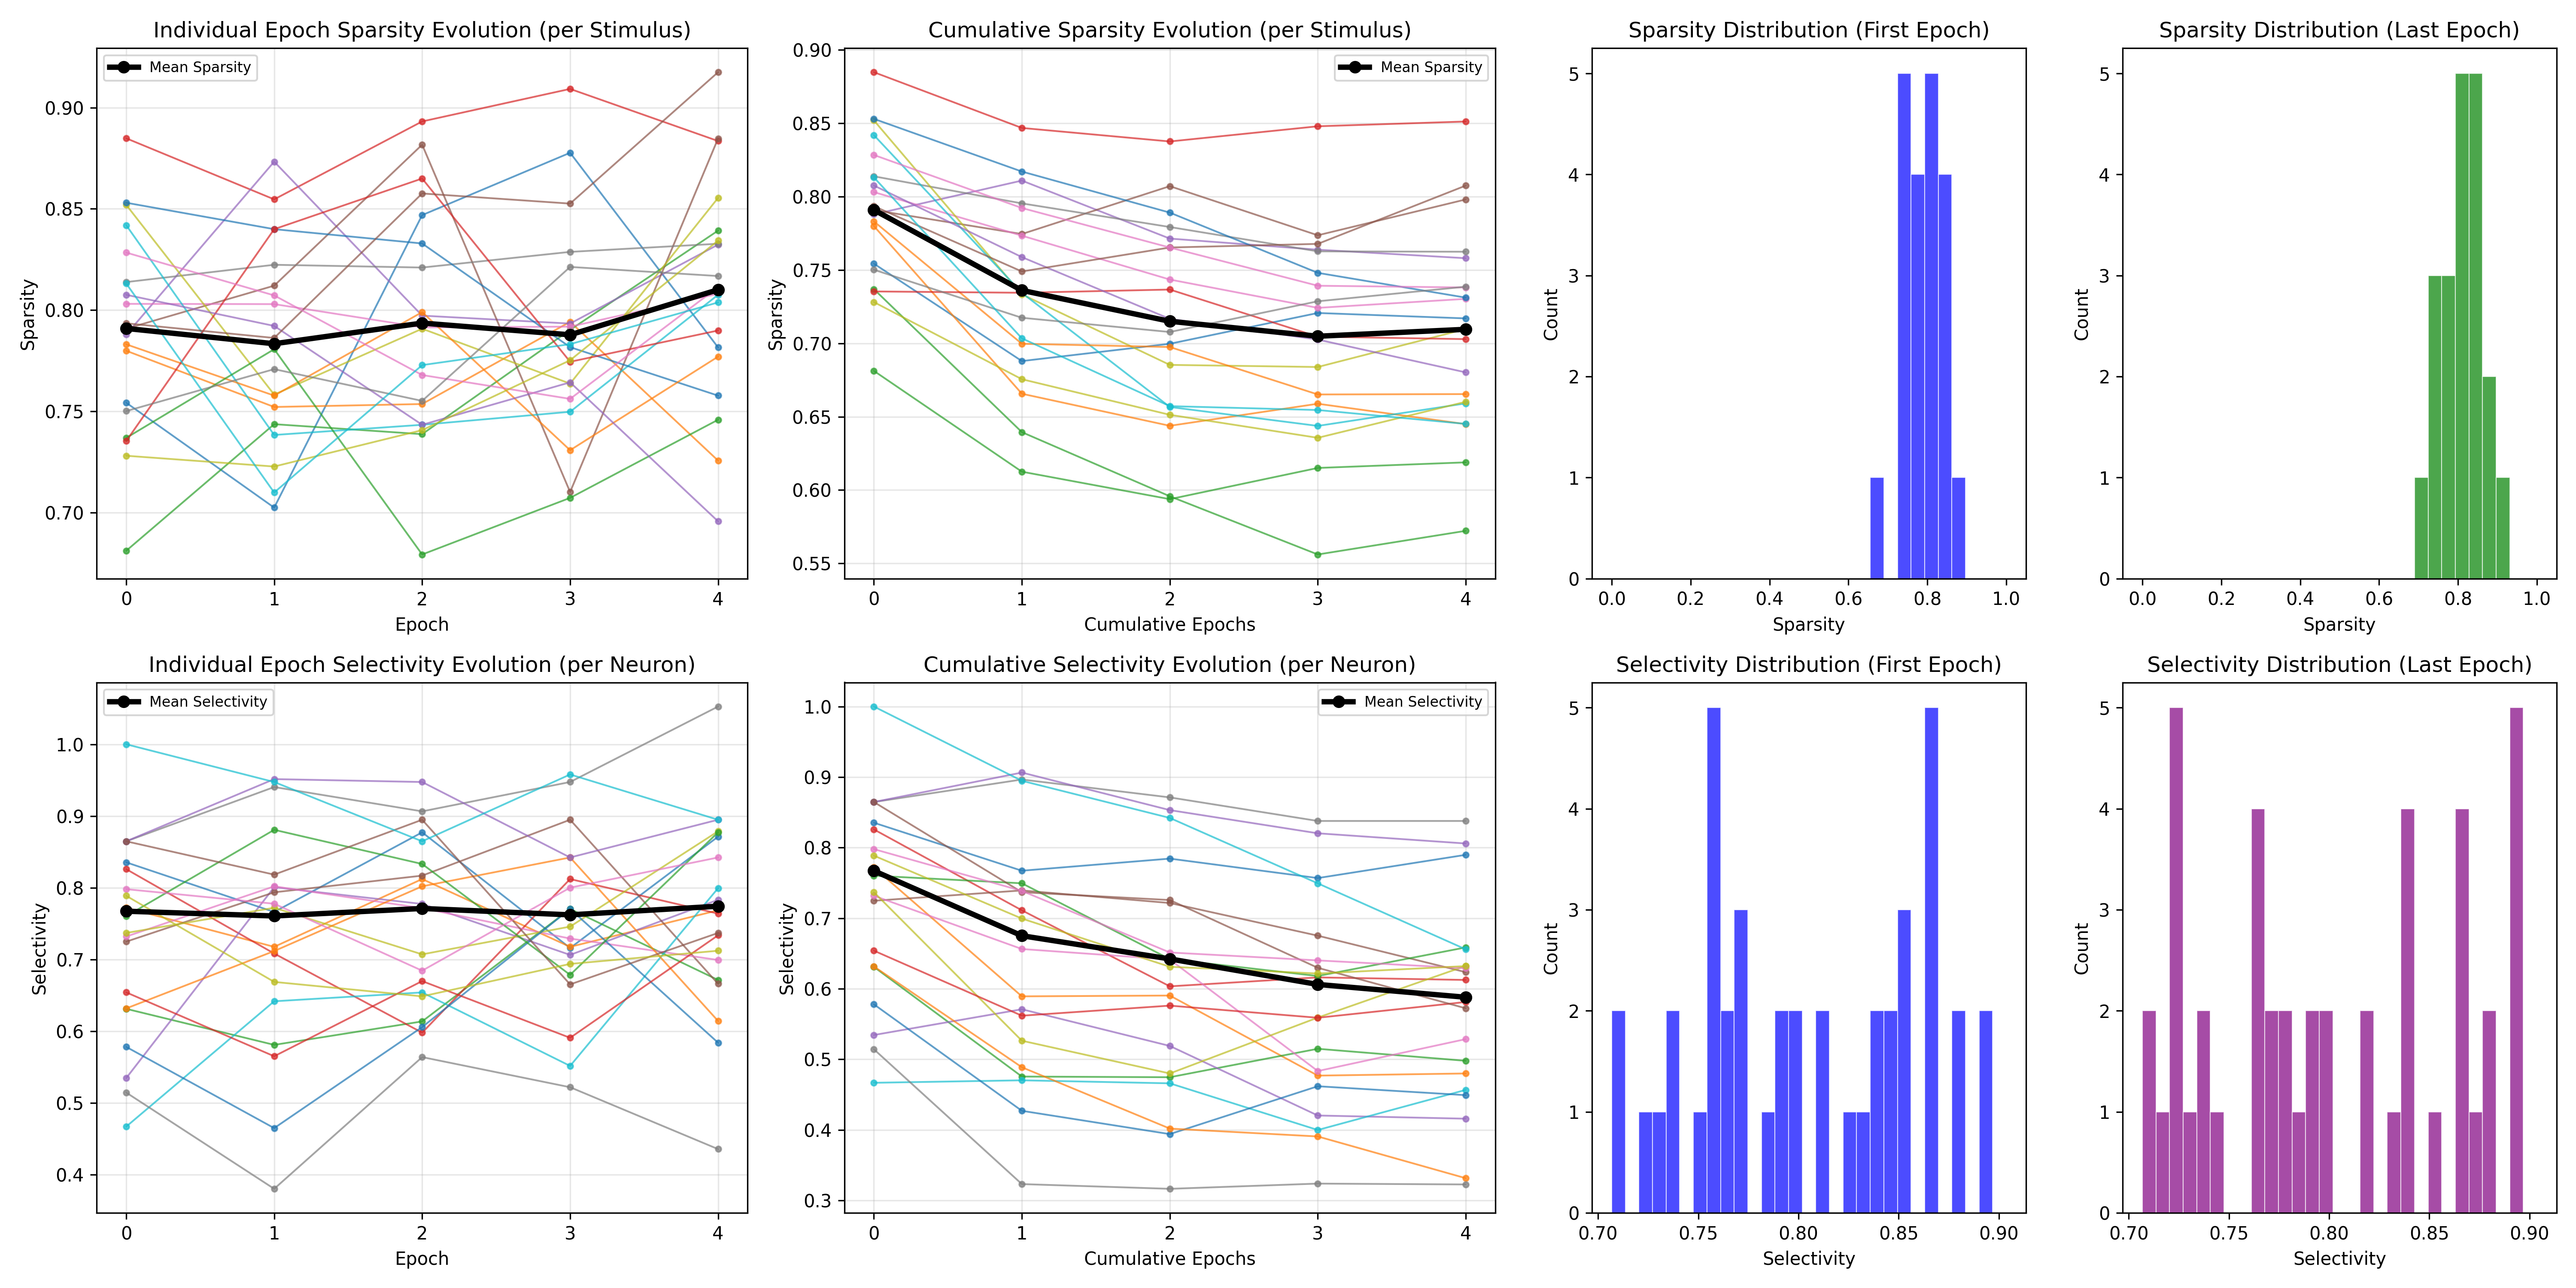 Individual Epoch Sparsity Evolution (per Stimulus)
Mean Sparsity
Sparsity
0.90
0.85
0.80
0.75
0.70
0 1 2 3 4
Epoch
Cumulative Sparsity Evolution (per Stimulus)
Mean Sparsity
Sparsity
0.90
0.85
0.80
0.75
0.70
0.65
0.60
0.55
0 1 2 3 4
Cumulative Epochs
Sparsity Distribution (First Epoch)
Count
5
4
3
2
1
0
0.0 0.2 0.4 0.6 0.8 1.0
Sparsity
Sparsity Distribution (Last Epoch)
Count
5
4
3
2
1
0
0.0 0.2 0.4 0.6 0.8 1.0
Sparsity
Individual Epoch Selectivity Evolution (per Neuron)
Mean Selectivity
Selectivity
1.0
0.9
0.8
0.7
0.6
0.5
0.4
0 1 2 3 4
Epoch
Cumulative Selectivity Evolution (per Neuron)
Mean Selectivity
Selectivity
1.0
0.9
0.8
0.7
0.6
0.5
0.4
0.3
0 1 2 3 4
Cumulative Epochs
Selectivity Distribution (First Epoch)
Count
5
4
3
2
1
0
0.70 0.75 0.80 0.85 0.90
Selectivity
Selectivity Distribution (Last Epoch)
Count
5
4
3
2
1
0
0.70 0.75 0.80 0.85 0.90
Selectivity